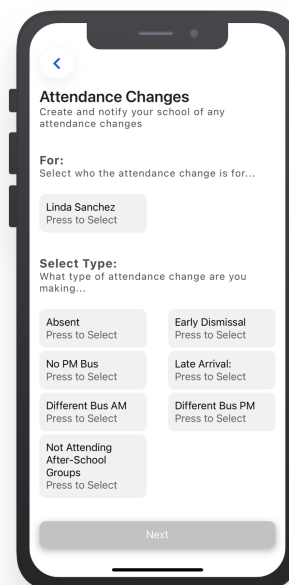 Attendance Changes
Create and notify your school of any
attendance changes
For:
Select who the attendance change is for...
Linda Sanchez
Press to Select
Select Type:
What type of attendance change are you
making...
Absent
Press to Select
Early Dismissal
Press to Select
No PM Bus
Press to Select
Late Arrival:
Press to Select
Different Bus AM
Press to Select
Different Bus PM
Press to Select
Not Attending
After-School
Groups
Press to Select
Next